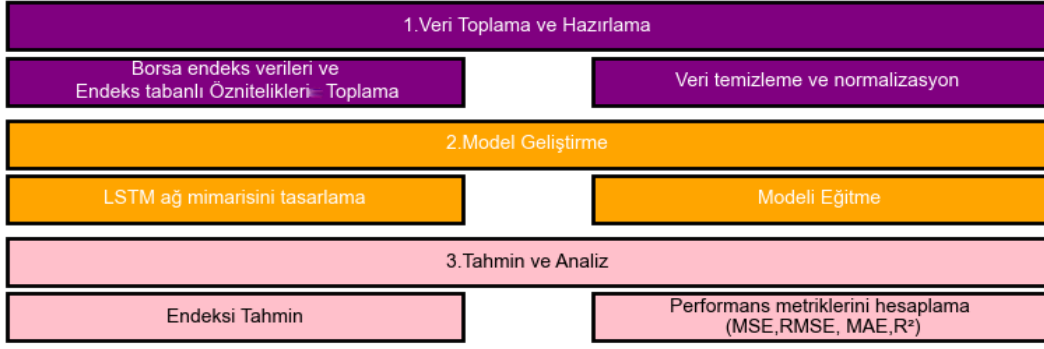 1.Veri Toplama ve Hazırlama
Borsa endeks verileri ve
Endeks tabanlı Öznitelikleri Toplama
Veri temizleme ve normalizasyon
2.Model Geliştirme
LSTM ağ mimarisini tasarlama
Modeli Eğitme
3.Tahmin ve Analiz
Endeksi Tahmin
Performans metriklerini hesaplama
(MSE,RMSE, MAE,R²)